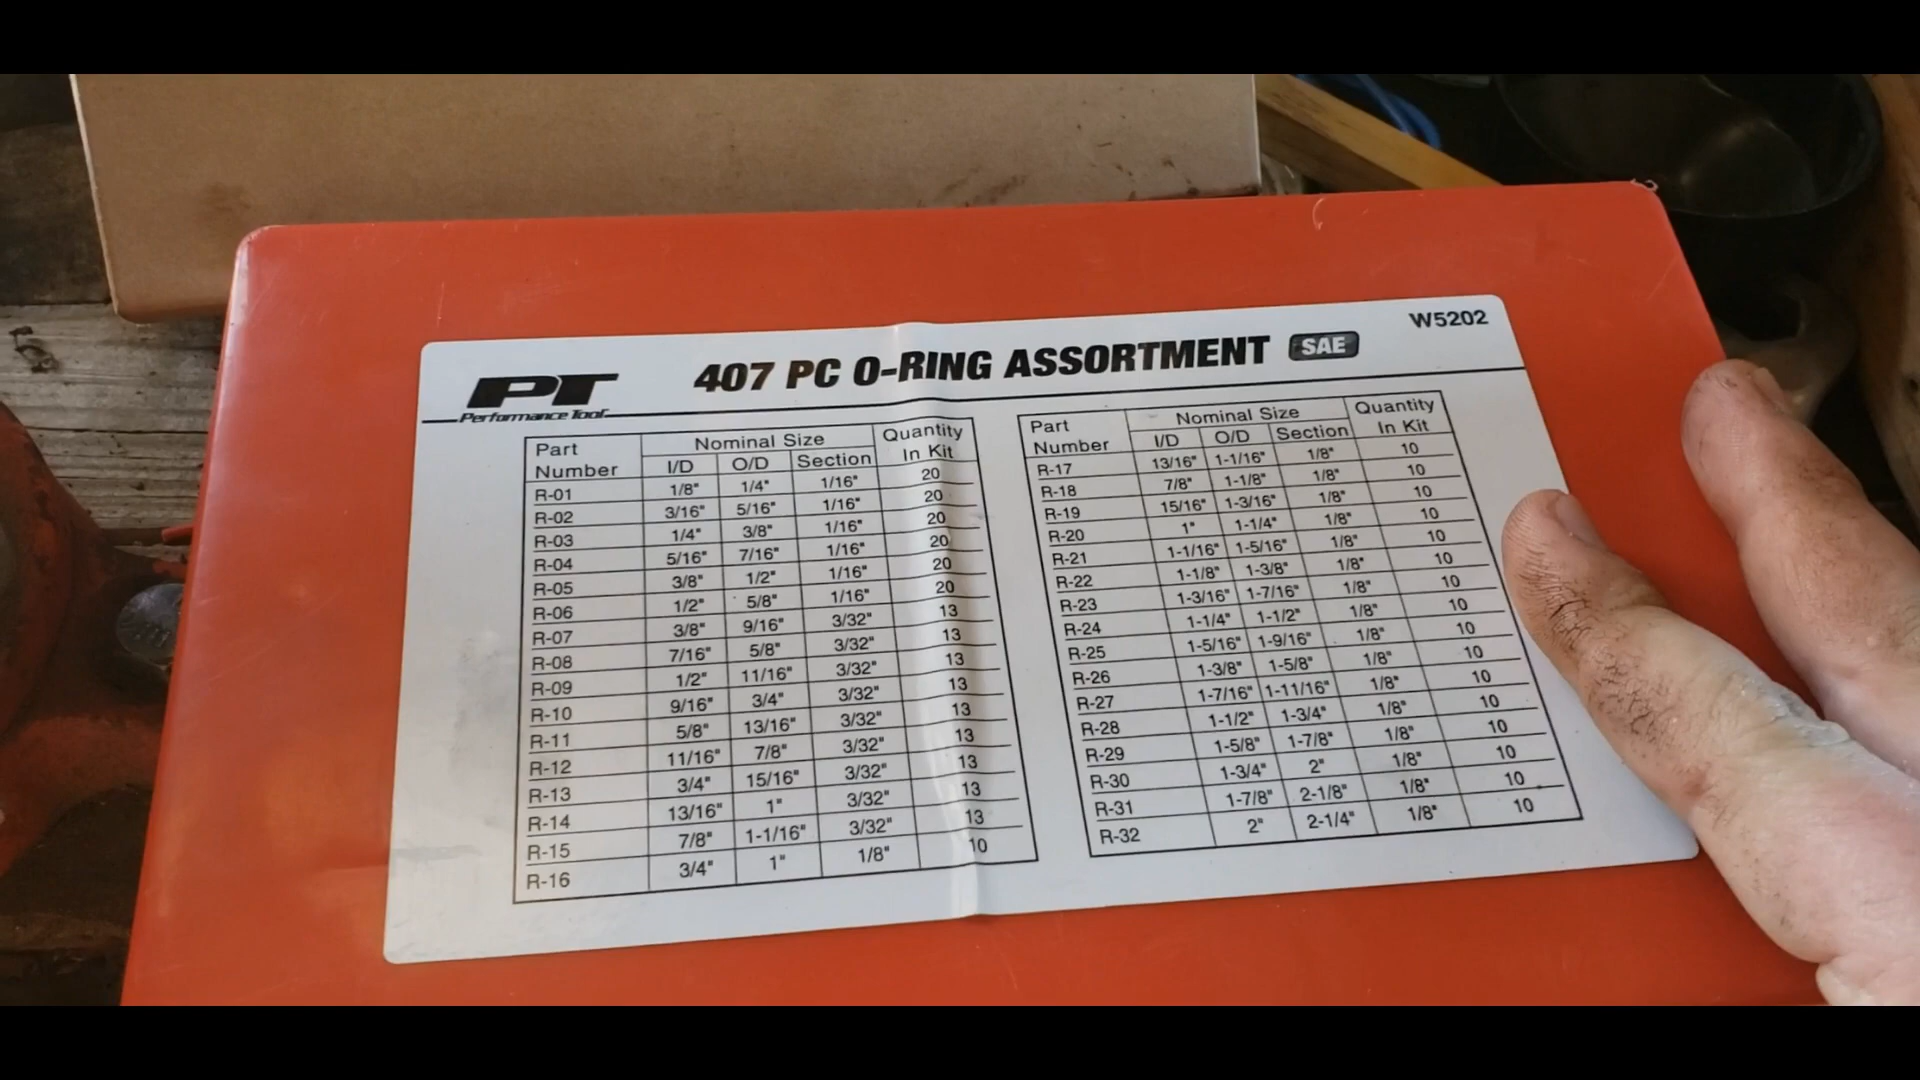 W5202
PT
Performance Tool
407 PC O-RING ASSORTMENT SAE
Part Number Nominal Size Quantity In Kit
I/D O/D Section
R-01 1/8" 1/4" 1/16" 20
R-02 3/16" 5/16" 1/16" 20
R-03 1/4" 3/8" 1/16" 20
R-04 5/16" 7/16" 1/16" 20
R-05 3/8" 1/2" 1/16" 20
R-06 1/2" 5/8" 1/16" 20
R-07 3/8" 9/16" 3/32" 13
R-08 7/16" 5/8" 3/32" 13
R-09 1/2" 11/16" 3/32" 13
R-10 9/16" 3/4" 3/32" 13
R-11 5/8" 13/16" 3/32" 13
R-12 11/16" 7/8" 3/32" 13
R-13 3/4" 15/16" 3/32" 13
R-14 13/16" 1" 3/32" 13
R-15 7/8" 1-1/16" 3/32" 13
R-16 3/4" 1" 1/8" 10
Part Number Nominal Size Quantity In Kit
I/D O/D Section
R-17 13/16" 1-1/16" 1/8" 10
R-18 7/8" 1-1/8" 1/8" 10
R-19 15/16" 1-3/16" 1/8" 10
R-20 1" 1-1/4" 1/8" 10
R-21 1-1/16" 1-5/16" 1/8" 10
R-22 1-1/8" 1-3/8" 1/8" 10
R-23 1-3/16" 1-7/16" 1/8" 10
R-24 1-1/4" 1-1/2" 1/8" 10
R-25 1-5/16" 1-9/16" 1/8" 10
R-26 1-3/8" 1-5/8" 1/8" 10
R-27 1-7/16" 1-11/16" 1/8" 10
R-28 1-1/2" 1-3/4" 1/8" 10
R-29 1-5/8" 1-7/8" 1/8" 10
R-30 1-3/4" 2" 1/8" 10
R-31 1-7/8" 2-1/8" 1/8" 10
R-32 2" 2-1/4" 1/8" 10